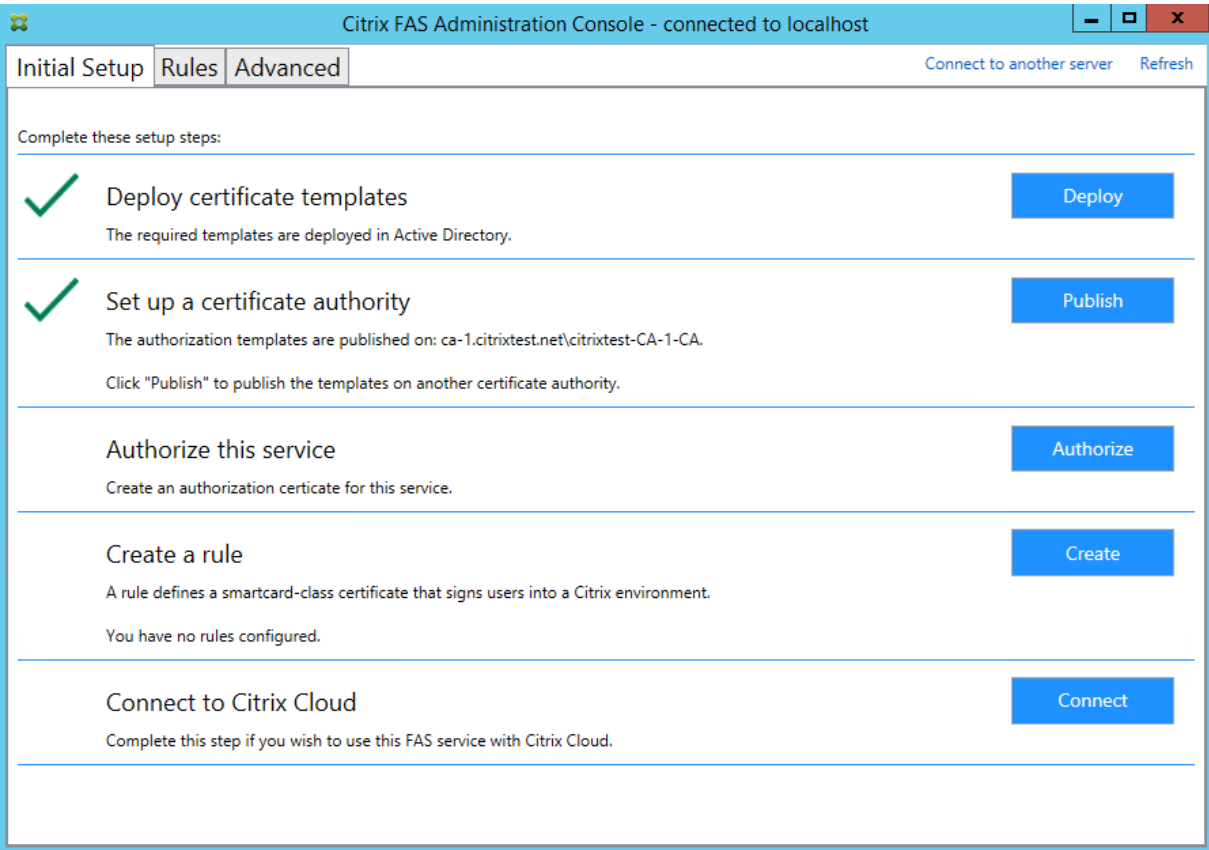 Citrix FAS Administration Console - connected to localhost
Initial Setup Rules Advanced Connect to another server Refresh
Complete these setup steps:
Deploy certificate templates Deploy
The required templates are deployed in Active Directory.
Set up a certificate authority Publish
The authorization templates are published on: ca-1.citrixtest.net\citrixtest-CA-1-CA.
Click "Publish" to publish the templates on another certificate authority.
Authorize this service Authorize
Create an authorization certicate for this service.
Create a rule Create
A rule defines a smartcard-class certificate that signs users into a Citrix environment.
You have no rules configured.
Connect to Citrix Cloud Connect
Complete this step if you wish to use this FAS service with Citrix Cloud.